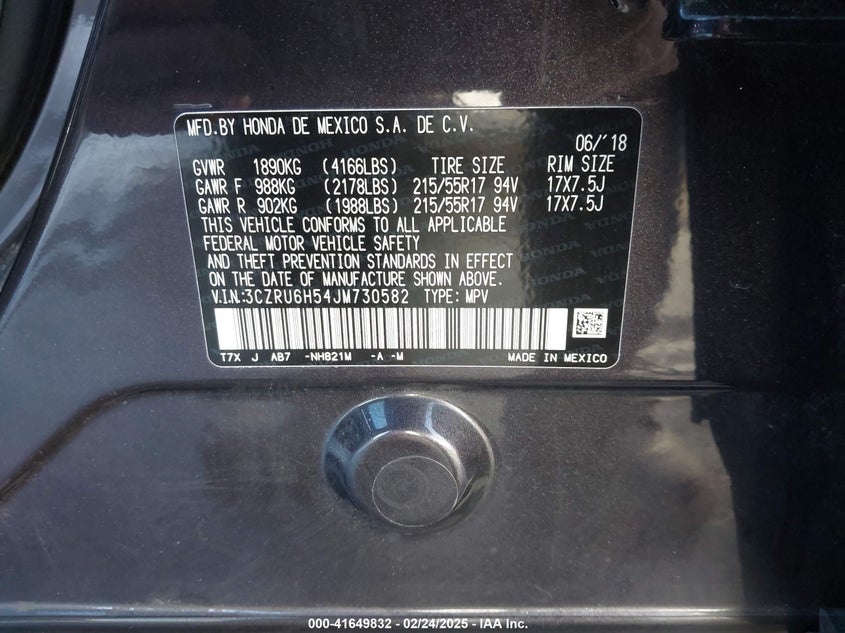 MFD.BY HONDA DE MEXICO S.A. DE C.V.
06/'18
GVWR 1890KG (4166LBS) TIRE SIZE RIM SIZE
GAWR F 988KG (2178LBS) 215/55R17 94V 17X7.5J
GAWR R 902KG (1988LBS) 215/55R17 94V 17X7.5J
THIS VEHICLE CONFORMS TO ALL APPLICABLE
FEDERAL MOTOR VEHICLE SAFETY
AND THEFT PREVENTION STANDARDS IN EFFECT
ON THE DATE OF MANUFACTURE SHOWN ABOVE.
V.I.N:3CZRU6H54JM730582 TYPE: MPV
T7X J AB7 -NH821M -A -M MADE IN MEXICO
000-41649832 - 02/24/2025 - IAA Inc.